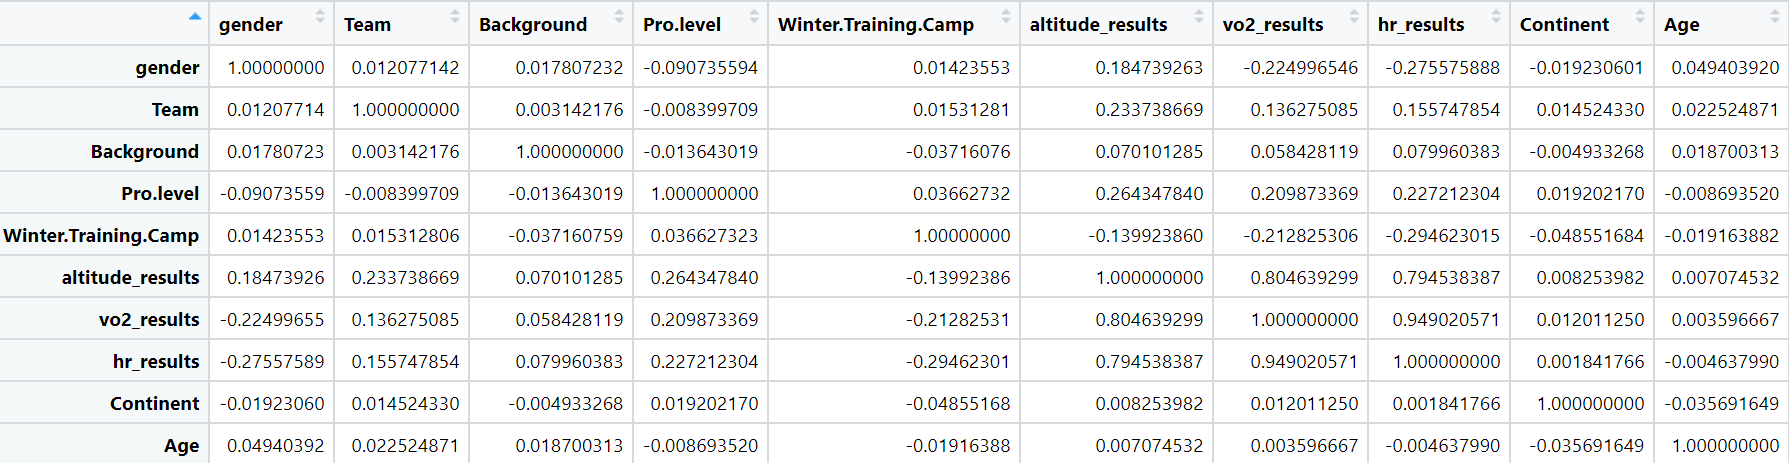 gender Team Background Pro.level Winter.Training.Camp altitude_results vo2_results hr_results Continent Age
gender 1.00000000 0.012077142 0.017807232 -0.090735594 0.01423553 0.184739263 -0.224996546 -0.275575888 -0.019230601 0.049403920
Team 0.01207714 1.000000000 0.003142176 -0.008399709 0.01531281 0.233738669 0.136275085 0.155747854 0.014524330 0.022524871
Background 0.01780723 0.003142176 1.000000000 -0.013643019 -0.03716076 0.070101285 0.058428119 0.079960383 -0.004933268 0.018700313
Pro.level -0.09073559 -0.008399709 -0.013643019 1.000000000 0.03662732 0.264347840 0.209873369 0.227212304 0.019202170 -0.008693520
Winter.Training.Camp 0.01423553 0.015312806 -0.037160759 0.036627323 1.00000000 -0.139923860 -0.212825306 -0.294623015 -0.048551684 -0.019163882
altitude_results 0.18473926 0.233738669 0.070101285 0.264347840 -0.13992386 1.000000000 0.804639299 0.794538387 0.008253982 0.007074532
vo2_results -0.22499655 0.136275085 0.058428119 0.209873369 -0.21282531 0.804639299 1.000000000 0.949020571 0.012011250 0.003596667
hr_results -0.27557589 0.155747854 0.079960383 0.227212304 -0.29462301 0.794538387 0.949020571 1.000000000 0.001841766 -0.004637990
Continent -0.01923060 0.014524330 -0.004933268 0.019202170 -0.04855168 0.008253982 0.012011250 0.001841766 1.000000000 -0.035691649
Age 0.04940392 0.022524871 0.018700313 -0.008693520 -0.01916388 0.007074532 0.003596667 -0.004637990 -0.035691649 1.000000000